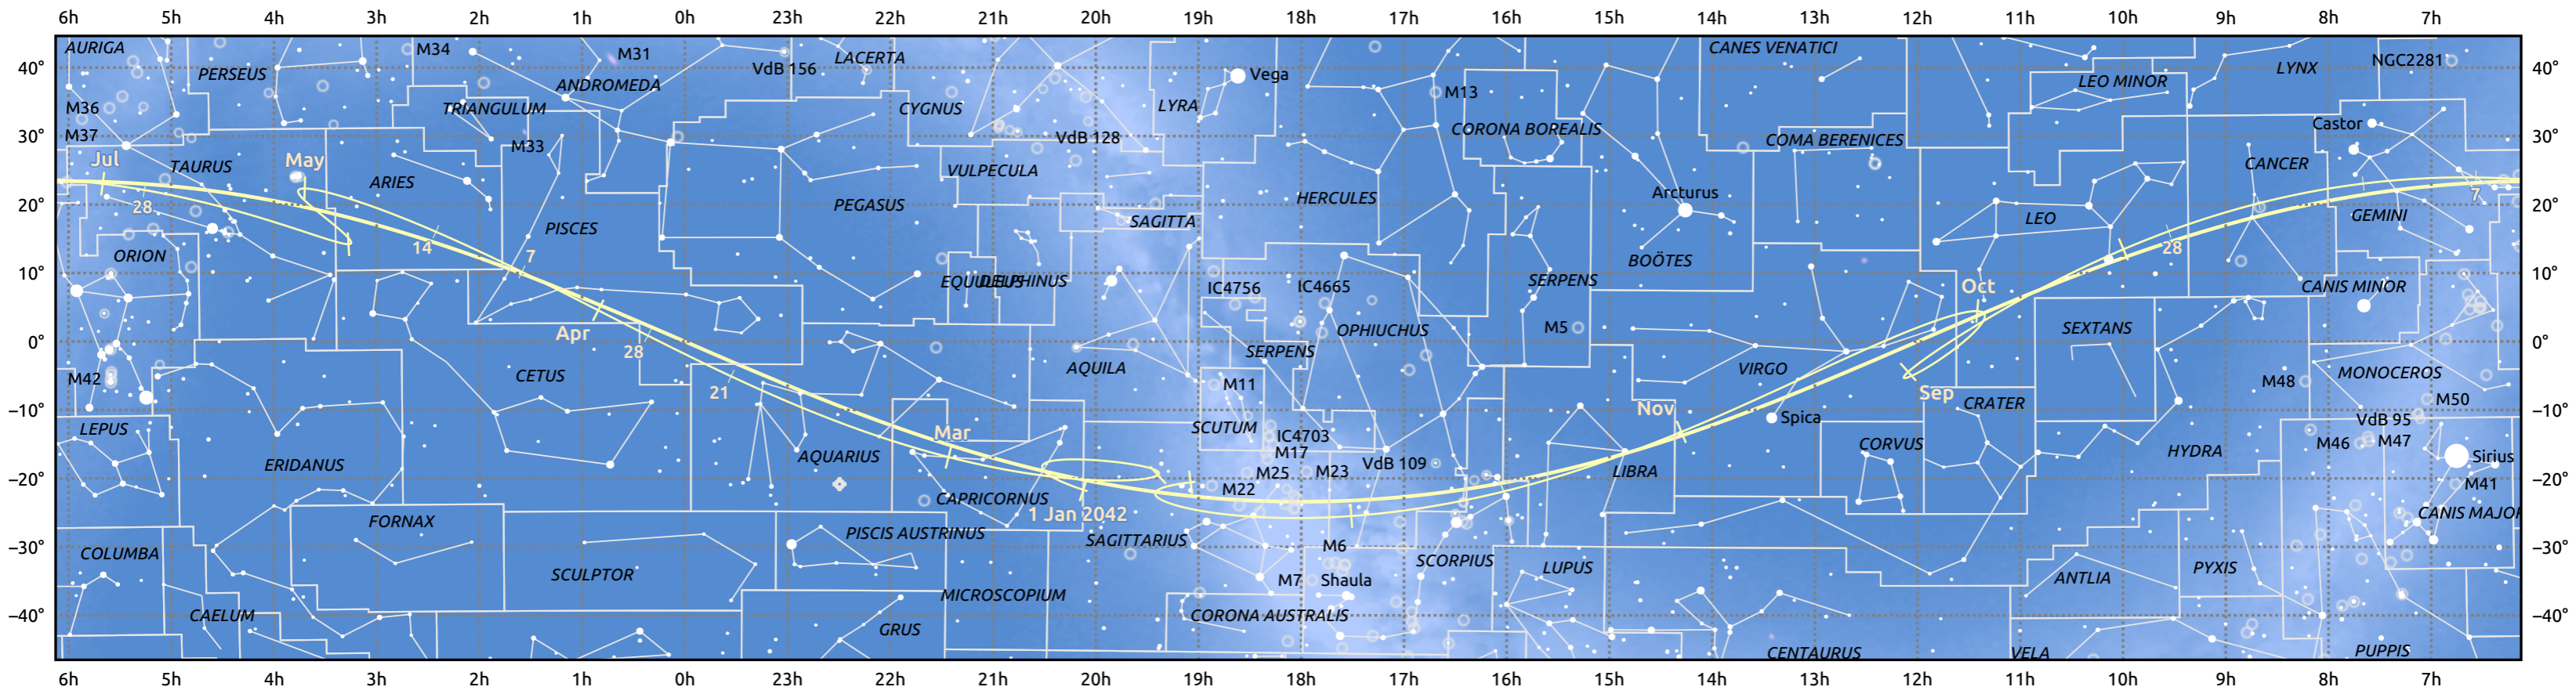 6h 5h 4h 3h 2h 1h 0h 23h 22h 21h 20h 19h 18h 17h 16h 15h 14h 13h 12h 11h 10h 9h 8h 7h
AURIGA M34 M31 LACERTA CANES VENATICI
40° PERSEUS VdB 156 Vega LEO MINOR LYNX NGC2281 40°
ANDROMEDA
M36 TRIANGULUM CYGNUS LYRA M13
M37 M33 VdB 128 CORONA BOREALIS COMA BERENICES Castor
30° 30°
Jul May TAURUS ARIES VULPECULA CANCER
28 PISCES PEGASUS SAGITTA HERCULES Arcturus LEO GEMINI 7
20° 20°
ORION 14 7 BOÖTES 28
10° EQUULEUS DELPHINUS IC4756 IC4665 SERPENS Oct CANIS MINOR 10°
Apr 28 OPHIUCHUS M5 SEXTANS
0° SERPENS 0°
M42 CETUS 21 AQUILA M11 VIRGO M48 MONOCEROS
−10° Nov Spica Sep CRATER M50 −10°
LEPUS Mar SCUTUM IC4703 CORVUS VdB 95
ERIDANUS AQUARIUS M17 VdB 109 LIBRA HYDRA M46 M47 Sirius
−20° M25 M23 −20°
CAPRICORNUS M22 M41
FORNAX 1 Jan 2042 CANIS MAJOR
−30° COLUMBA PISCIS AUSTRINUS SAGITTARIUS M6 −30°
SCULPTOR M7 Shaula SCORPIUS LUPUS ANTLIA PYXIS
−40° CAELUM MICROSCOPIUM CORONA AUSTRALIS −40°
GRUS CENTAURUS VELA PUPPIS
6h 5h 4h 3h 2h 1h 0h 23h 22h 21h 20h 19h 18h 17h 16h 15h 14h 13h 12h 11h 10h 9h 8h 7h